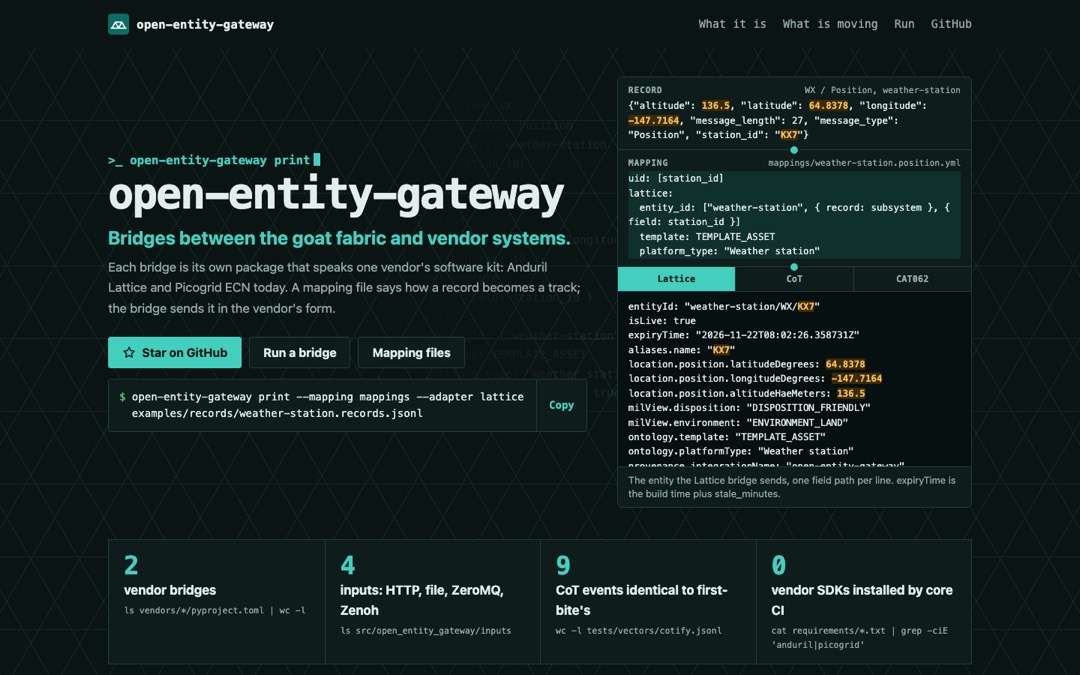 open-entity-gateway
What it is
What is moving
Run
GitHub
>_ open-entity-gateway print
open-entity-gateway
Bridges between the goat fabric and vendor systems.
Each bridge is its own package that speaks one vendor's software kit: Anduril
Lattice and Picogrid ECN today. A mapping file says how a record becomes a track;
the bridge sends it in the vendor's form.
Star on GitHub
Run a bridge
Mapping files
$ open-entity-gateway print --mapping mappings --adapter lattice
examples/records/weather-station.records.jsonl
Copy
RECORD
WX / Position, weather-station
{"altitude": 136.5, "latitude": 64.8378, "longitude":
-147.7164, "message_length": 27, "message_type":
"Position", "station_id": "KX7"}
MAPPING
mappings/weather-station.position.yml
uid: [station_id]
lattice:
entity_id: ["weather-station", { record: subsystem }, {
field: station_id }]
template: TEMPLATE_ASSET
platform_type: "Weather station"
Lattice
CoT
CAT062
entityId: "weather-station/WX/KX7"
isLive: true
expiryTime: "2026-11-22T08:02:26.358731Z"
aliases.name: "KX7"
location.position.latitudeDegrees: 64.8378
location.position.longitudeDegrees: -147.7164
location.position.altitudeHaeMeters: 136.5
milView.disposition: "DISPOSITION_FRIENDLY"
milView.environment: "ENVIRONMENT_LAND"
ontology.template: "TEMPLATE_ASSET"
ontology.platformType: "Weather station"
provenance.integrationName: "open-entity-gateway"
The entity the Lattice bridge sends, one field path per line. expiryTime is
the build time plus stale_minutes.
2
vendor bridges
ls vendors/*/pyproject.toml | wc -l
4
inputs: HTTP, file, ZeroMQ,
Zenoh
ls src/open_entity_gateway/inputs
9
CoT events identical to first-
bite's
wc -l tests/vectors/cotify.jsonl
0
vendor SDKs installed by core
CI
cat requirements/*.txt | grep -ciE
'anduril|picogrid'